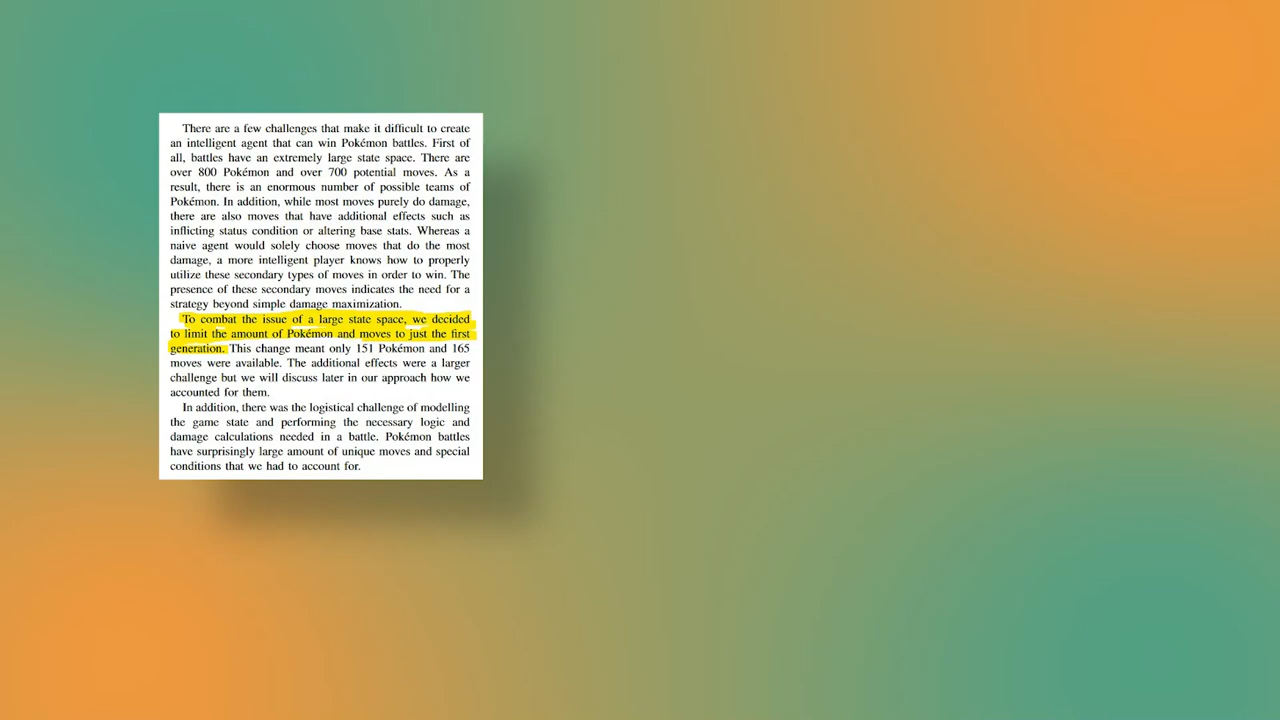 There are a few challenges that make it difficult to create
an intelligent agent that can win Pokémon battles. First of
all, battles have an extremely large state space. There are
over 800 Pokémon and over 700 potential moves. As a
result, there is an enormous number of possible teams of
Pokémon. In addition, while most moves purely do damage,
there are also moves that have additional effects such as
inflicting status condition or altering base stats. Whereas a
naive agent would solely choose moves that do the most
damage, a more intelligent player knows how to properly
utilize these secondary types of moves in order to win. The
presence of these secondary moves indicates the need for a
strategy beyond simple damage maximization.
To combat the issue of a large state space, we decided
to limit the amount of Pokémon and moves to just the first
generation. This change meant only 151 Pokémon and 165
moves were available. The additional effects were a larger
challenge but we will discuss later in our approach how we
accounted for them.
In addition, there was the logistical challenge of modelling
the game state and performing the necessary logic and
damage calculations needed in a battle. Pokémon battles
have surprisingly large amount of unique moves and special
conditions that we had to account for.